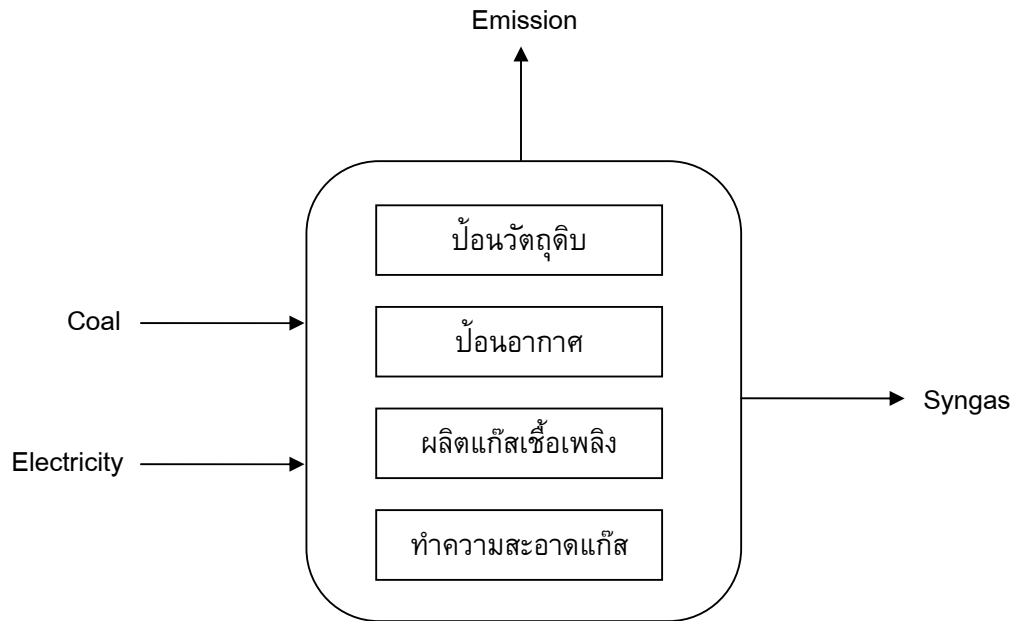 Emission
ป้อนวัตถุดิบ
Coal
ป้อนอากาศ
Syngas
ผลิตแก๊สเชื้อเพลิง
Electricity
ทำความสะอาดแก๊ส